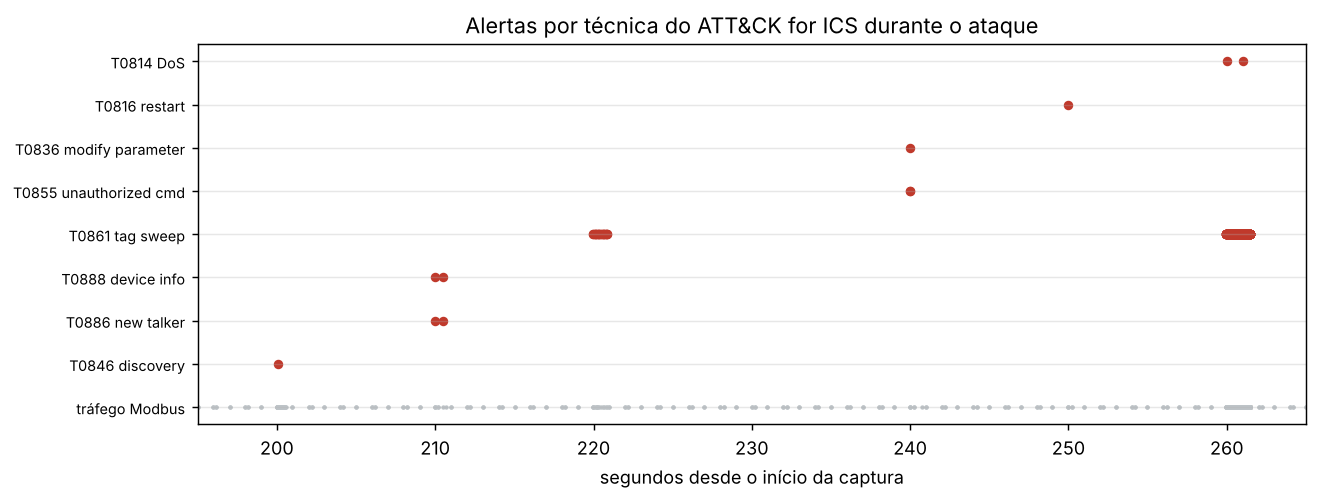 Alertas por técnica do ATT&CK for ICS durante o ataque
T0814 DoS
T0816 restart
T0836 modify parameter
T0855 unauthorized cmd
T0861 tag sweep
T0888 device info
T0886 new talker
T0846 discovery
tráfego Modbus
200 210 220 230 240 250 260
segundos desde o início da captura